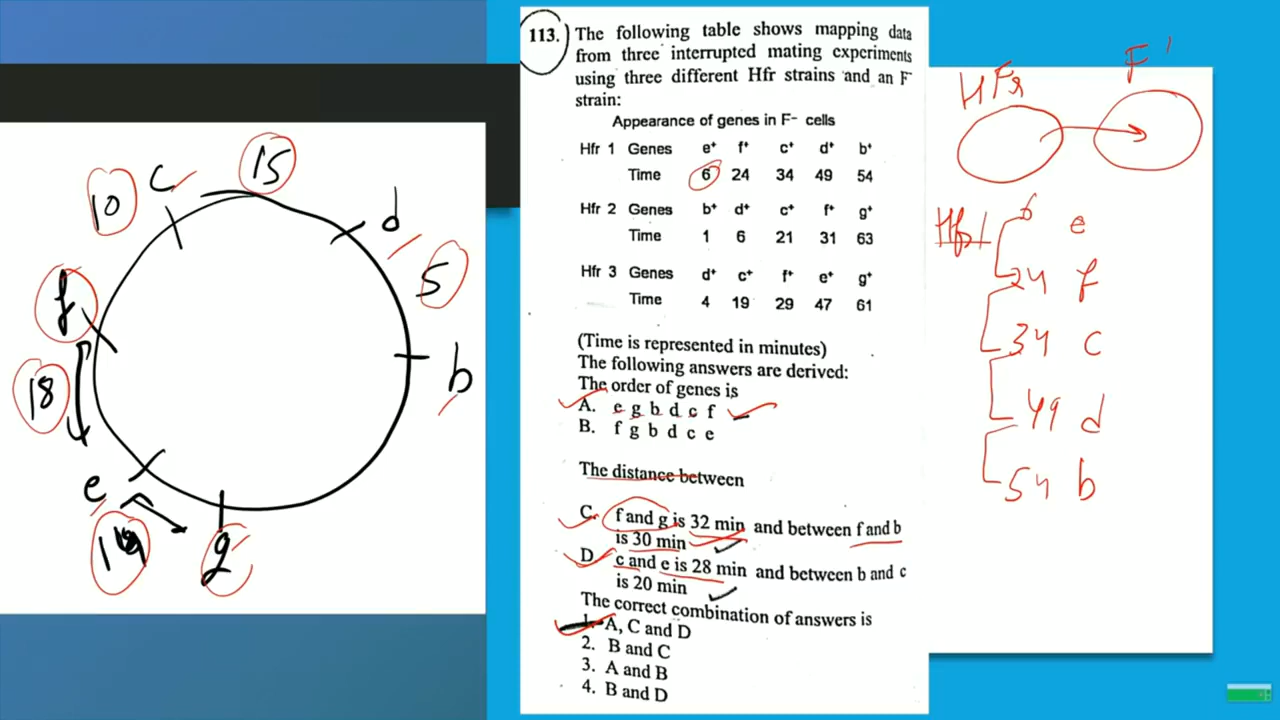 15
c
10
d
5
f
18
b
e
g
113. The following table shows mapping data
from three interrupted mating experiments
using three different Hfr strains and an F⁻
strain:
Appearance of genes in F⁻ cells
Hfr 1 Genes e⁺ f⁺ c⁺ d⁺ b⁺
Time 6 24 34 49 54
Hfr 2 Genes b⁺ d⁺ c⁺ f⁺ g⁺
Time 1 6 21 31 63
Hfr 3 Genes d⁺ c⁺ f⁺ e⁺ g⁺
Time 4 19 29 47 61
(Time is represented in minutes)
The following answers are derived:
The order of genes is
A. e g b d c f
B. f g b d c e
The distance between
C. f and g is 32 min and between f and b
is 30 min
D c and e is 28 min and between b and c
is 20 min
The correct combination of answers is
1. A, C and D
2. B and C
3. A and B
4. B and D
HFr
F'
Hfr 1
6 e
24 f
34 c
49 d
54 b